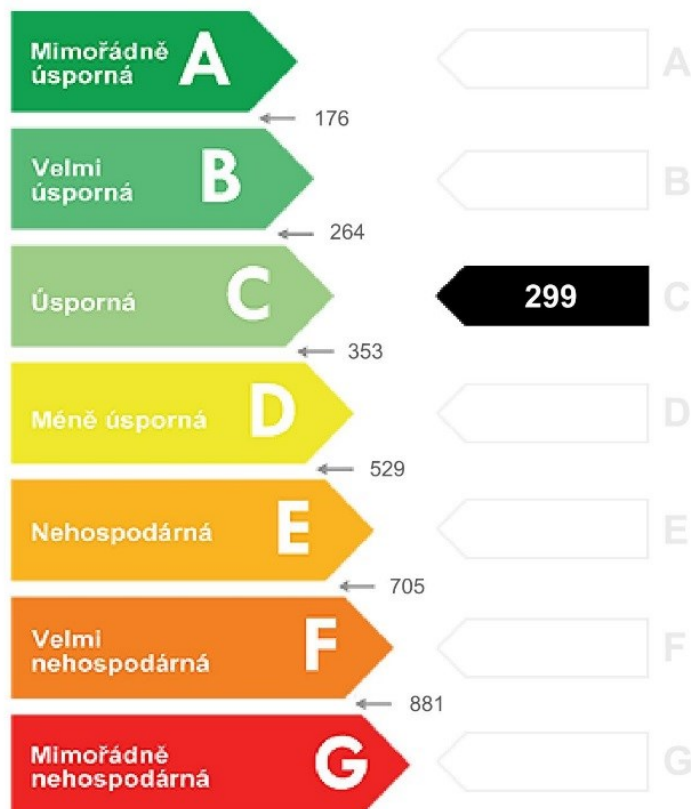 Mimořádně
úsporná
A
A
176
Velmi
úsporná
B
B
264
Úsporná
C
299
C
353
Méně úsporná
D
D
529
Nehospodárná
E
E
705
Velmi
nehospodárná
F
F
881
Mimořádně
nehospodárná
G
G